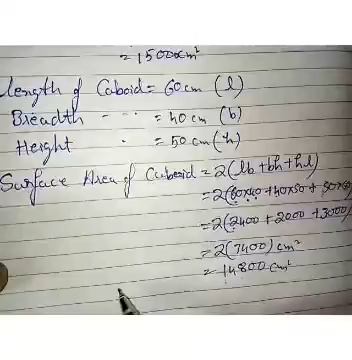 = 15000cm²
Length of Cuboid = 60cm (l)
Breadth - - - = 40cm (b)
Height - = 50cm (h)
Surface Area of Cuboid = 2(lb + bh + hl)
= 2(60×40 + 40×50 + 50×60
= 2(2400 + 2000 + 3000)
= 2(7400) cm²
= 14800 cm²